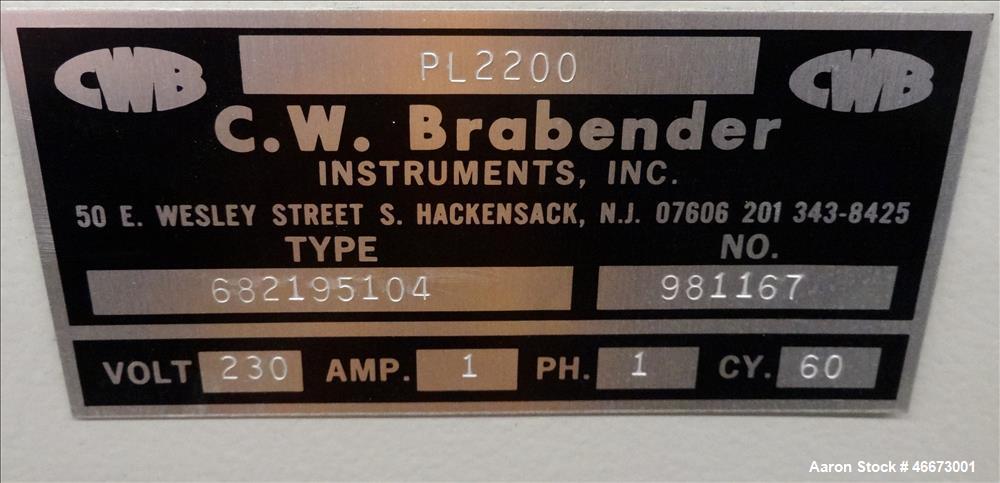 CWB PL2200 CWB
C.W. Brabender
INSTRUMENTS, INC.
50 E. WESLEY STREET S. HACKENSACK, N.J. 07606 201 343-8425
TYPE NO.
682195104 981167
VOLT 230 AMP. 1 PH. 1 CY. 60
Aaron Stock # 46673001